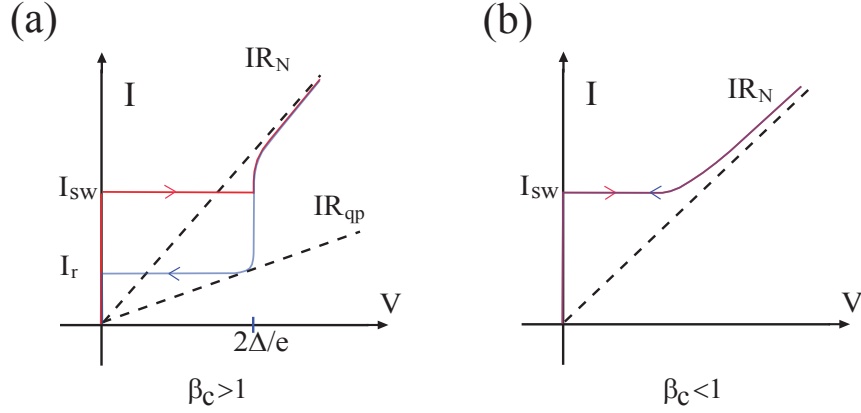 (a)
I
IR_N
I_sw
IR_qp
I_r
V
2Δ/e
β_c>1
(b)
I
IR_N
I_sw
V
β_c<1